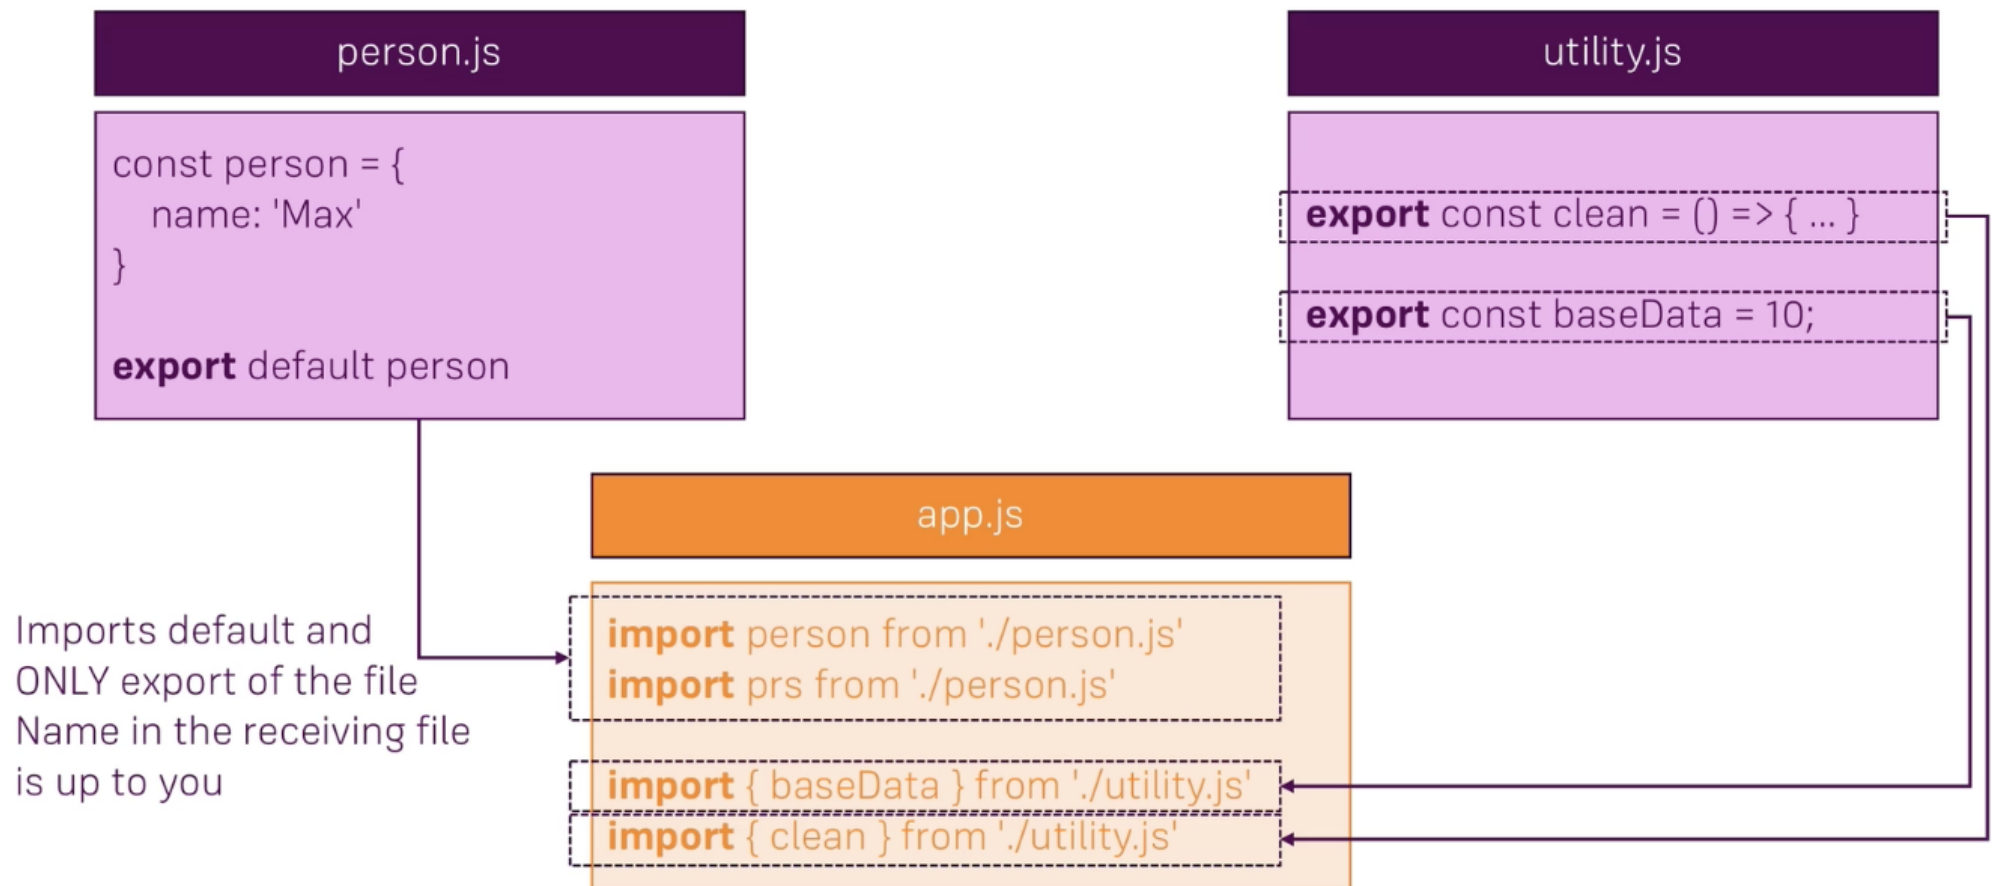 person.js
const person = {
name: 'Max'
}
export default person
utility.js
export const clean = () => { ... }
export const baseData = 10;
app.js
import person from './person.js'
import prs from './person.js'
import { baseData } from './utility.js'
import { clean } from './utility.js'
Imports default and
ONLY export of the file
Name in the receiving file
is up to you